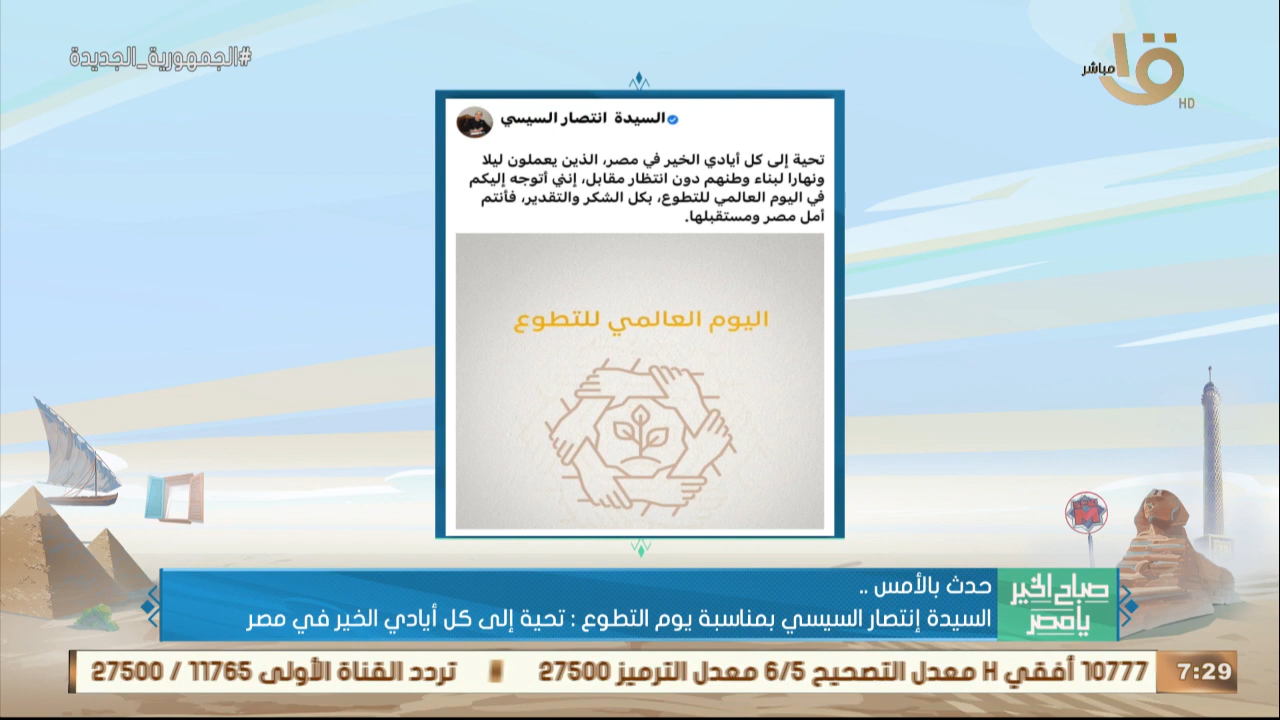 #الجمهورية_الجديدة
مباشر
HD
السيدة انتصار السيسي
تحية إلى كل أيادي الخير في مصر، الذين يعملون ليلا
ونهارا لبناء وطنهم دون انتظار مقابل، إنني أتوجه إليكم
في اليوم العالمي للتطوع، بكل الشكر والتقدير، فأنتم
أمل مصر ومستقبلها.
اليوم العالمي للتطوع
M
صباح الخير
يا مصر
حدث بالأمس ..
السيدة إنتصار السيسي بمناسبة يوم التطوع : تحية إلى كل أيادي الخير في مصر
7:29
10777 أفقي H معدل التصحيح 6/5 معدل الترميز 27500 تردد القناة الأولى 11765 / 27500